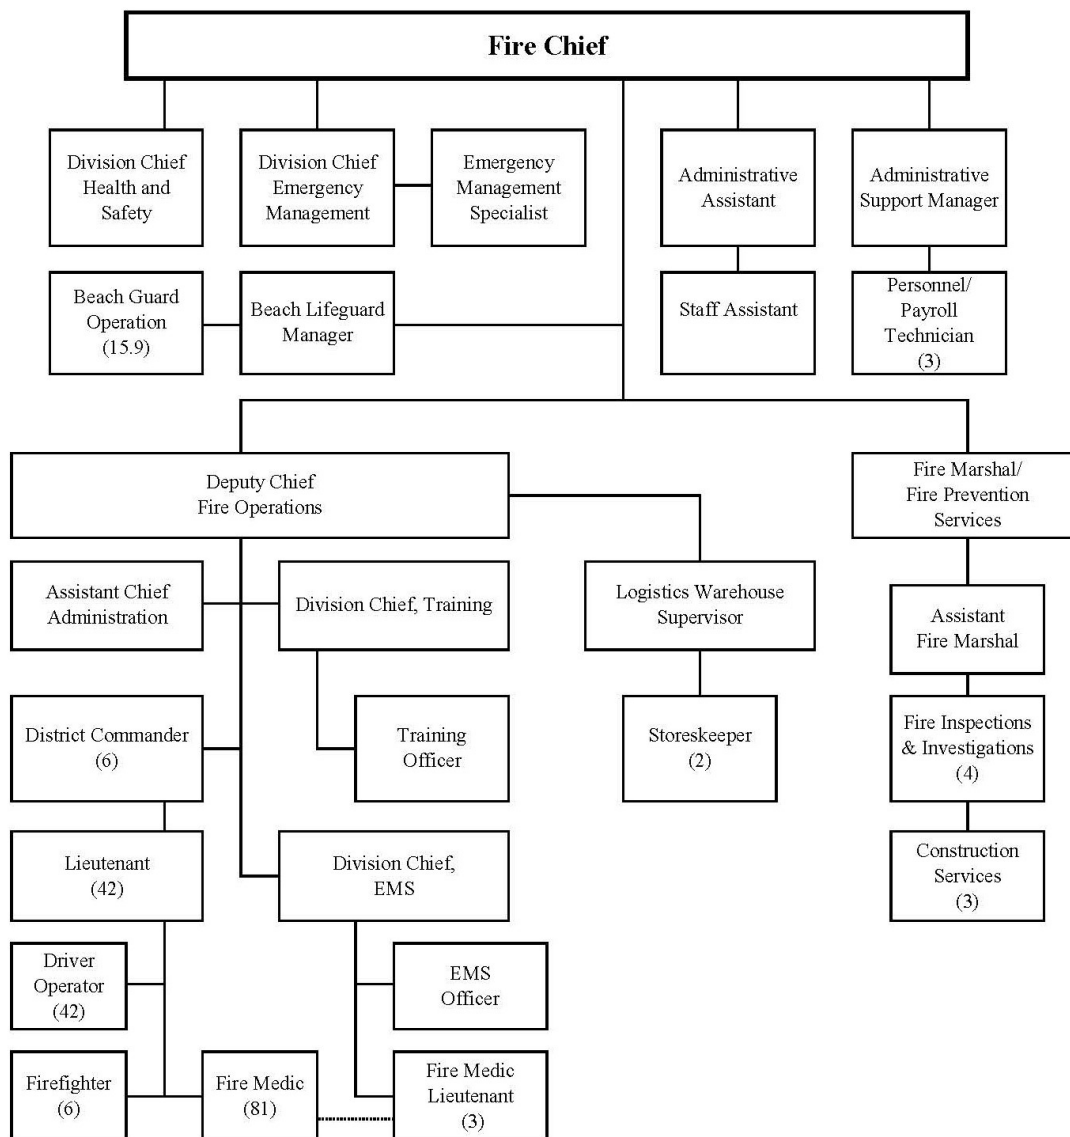 Fire Chief
Division Chief
Health and
Safety
Division Chief
Emergency
Management
Emergency
Management
Specialist
Administrative
Assistant
Administrative
Support Manager
Beach Guard
Operation
(15.9)
Beach Lifeguard
Manager
Staff Assistant
Personnel/
Payroll
Technician
(3)
Deputy Chief
Fire Operations
Fire Marshal/
Fire Prevention
Services
Assistant Chief
Administration
Division Chief, Training
Logistics Warehouse
Supervisor
Assistant
Fire Marshal
District Commander
(6)
Training
Officer
Storeskeeper
(2)
Fire Inspections
& Investigations
(4)
Lieutenant
(42)
Division Chief,
EMS
Construction
Services
(3)
Driver
Operator
(42)
EMS
Officer
Firefighter
(6)
Fire Medic
(81)
Fire Medic
Lieutenant
(3)